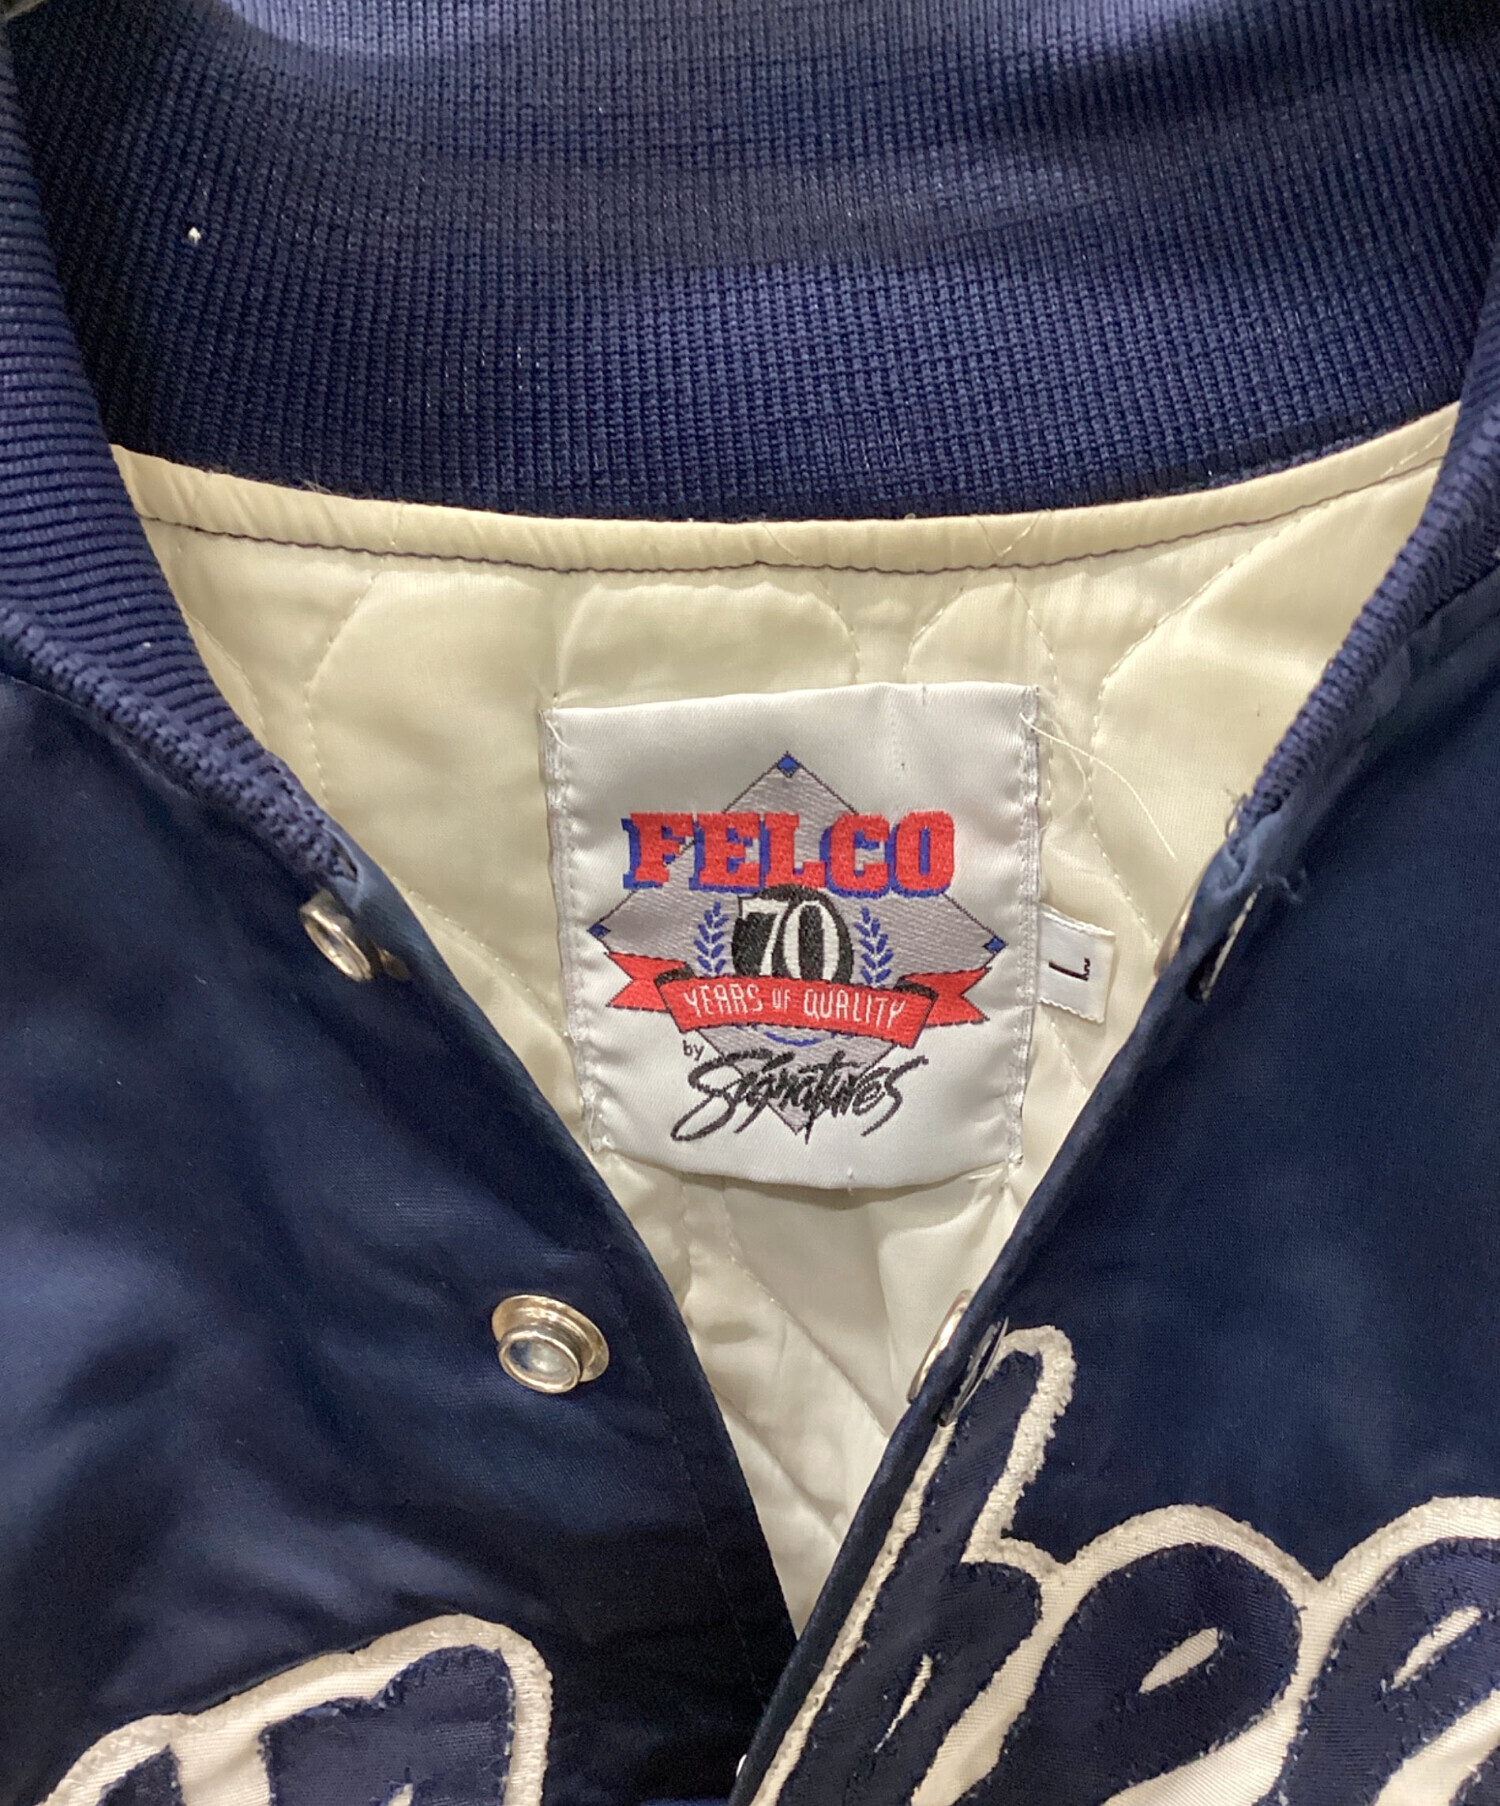 FELCO
70
YEARS OF QUALITY
by
Signatures
L